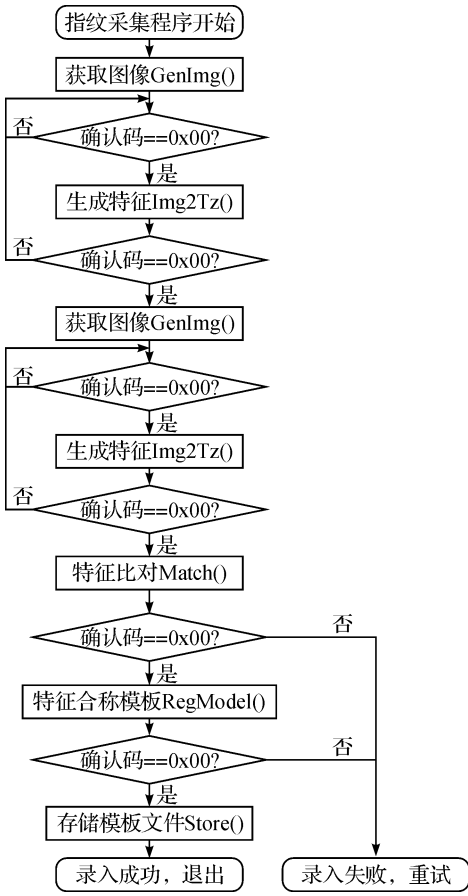 指纹采集程序开始
获取图像GenImg()
否
确认码==0x00?
是
生成特征Img2Tz()
否
确认码==0x00?
是
获取图像GenImg()
否
确认码==0x00?
是
生成特征Img2Tz()
否
确认码==0x00?
是
特征比对Match()
确认码==0x00?
否
是
特征合称模板RegModel()
确认码==0x00?
否
是
存储模板文件Store()
录入成功，退出
录入失败，重试